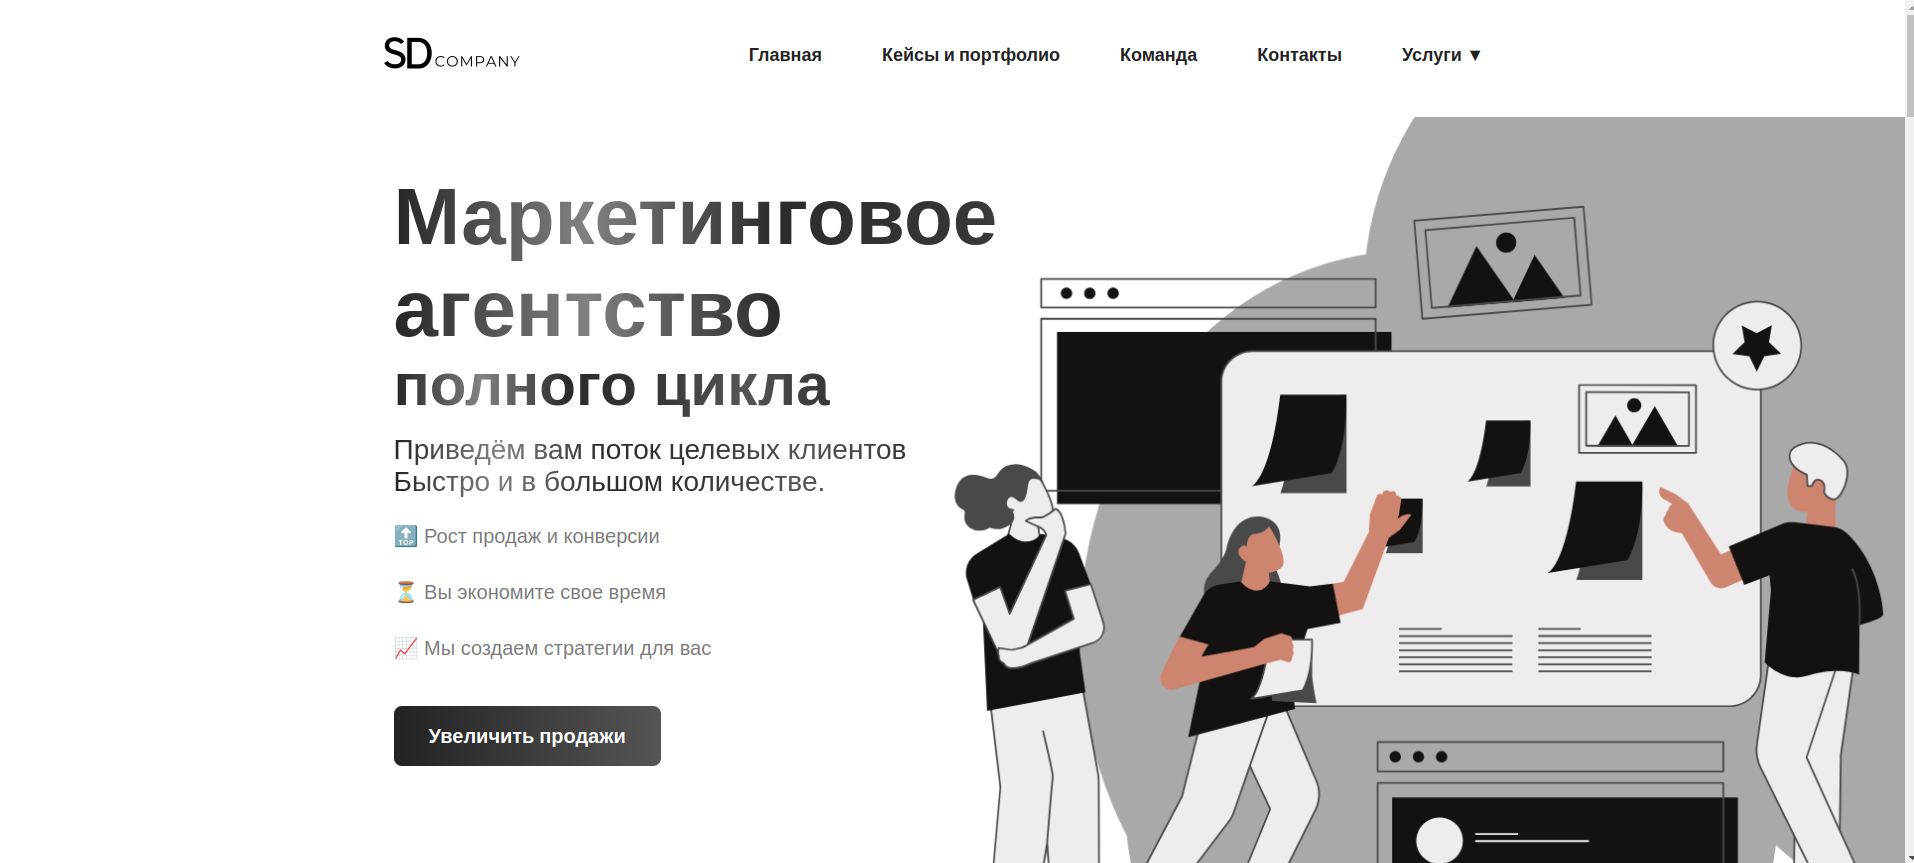 SD COMPANY
Главная
Кейсы и портфолио
Команда
Контакты
Услуги ▼
Маркетинговое
агентство
полного цикла
Приведём вам поток целевых клиентов
Быстро и в большом количестве.
🔝 Рост продаж и конверсии
⏳ Вы экономите свое время
📈 Мы создаем стратегии для вас
Увеличить продажи